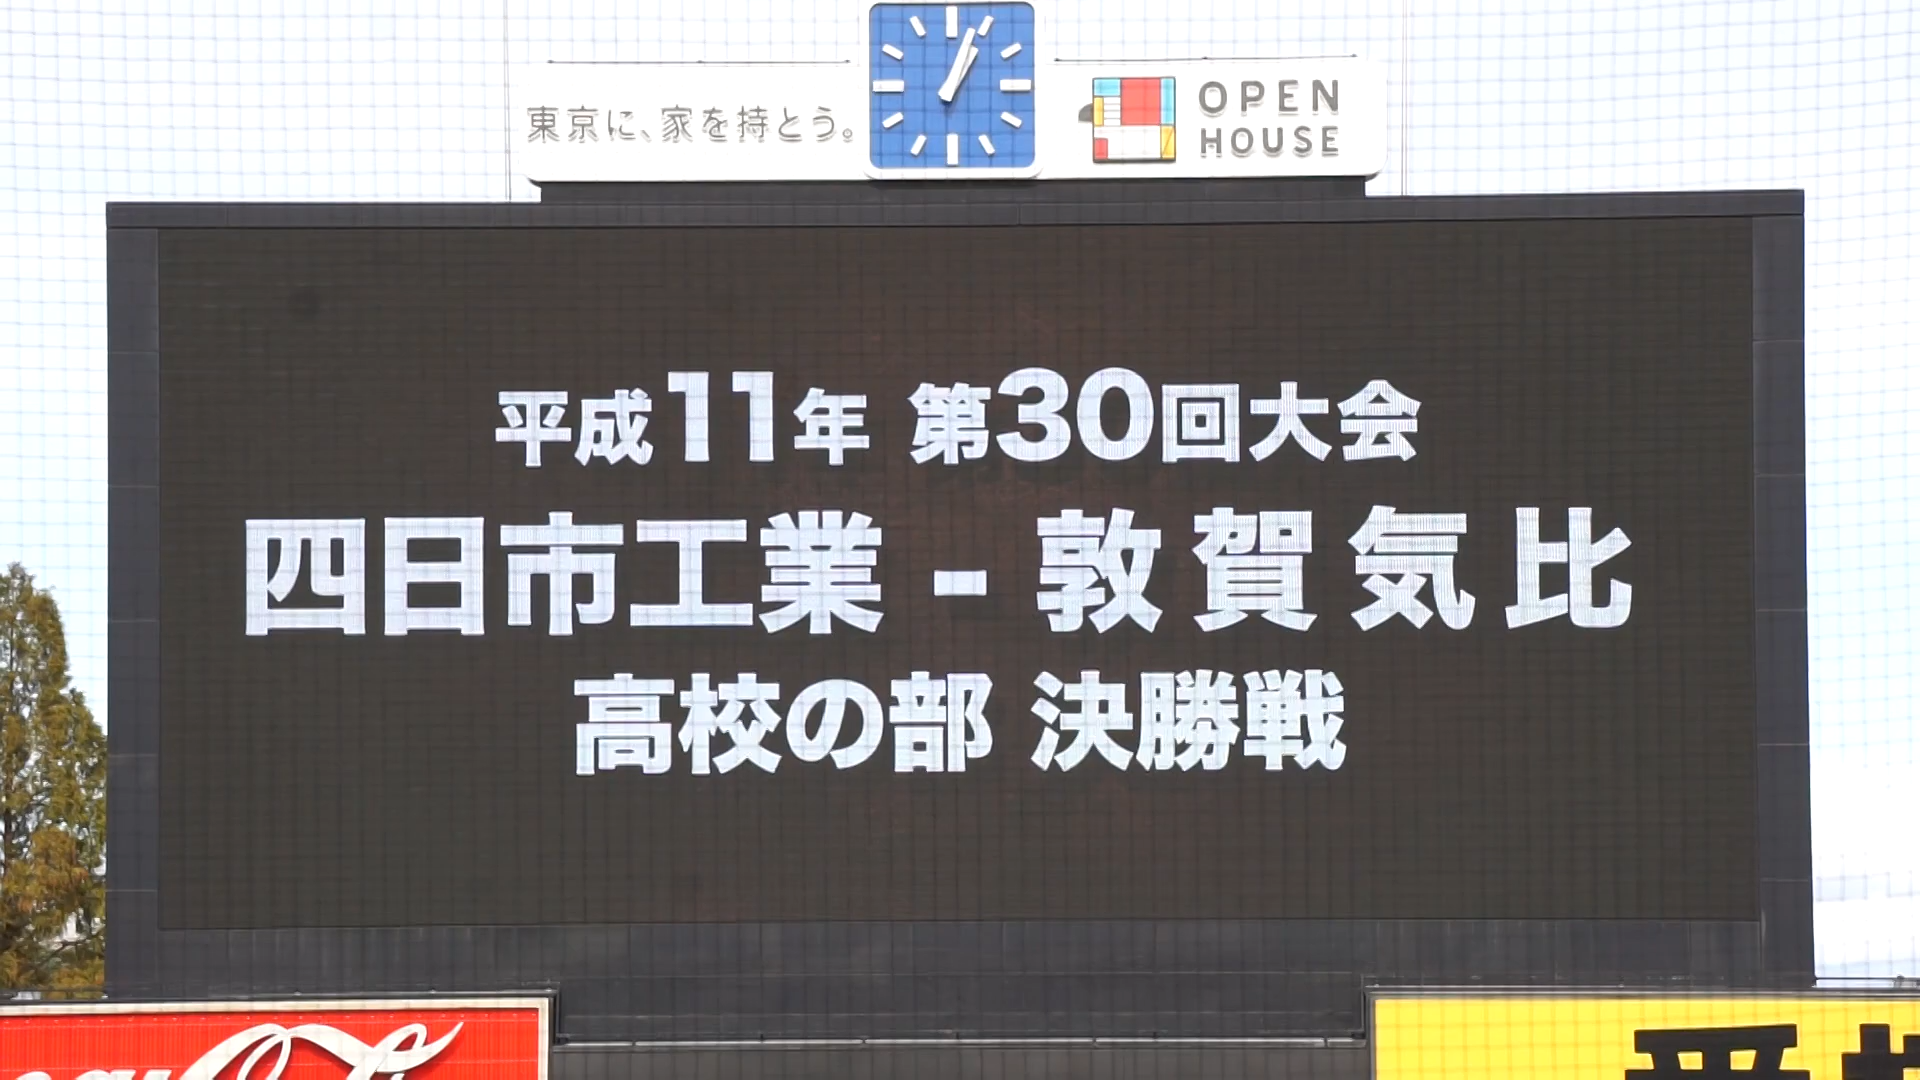 東京に、家を持とう。
OPEN
HOUSE
平成11年 第30回大会
四日市工業 - 敦賀気比
高校の部 決勝戦